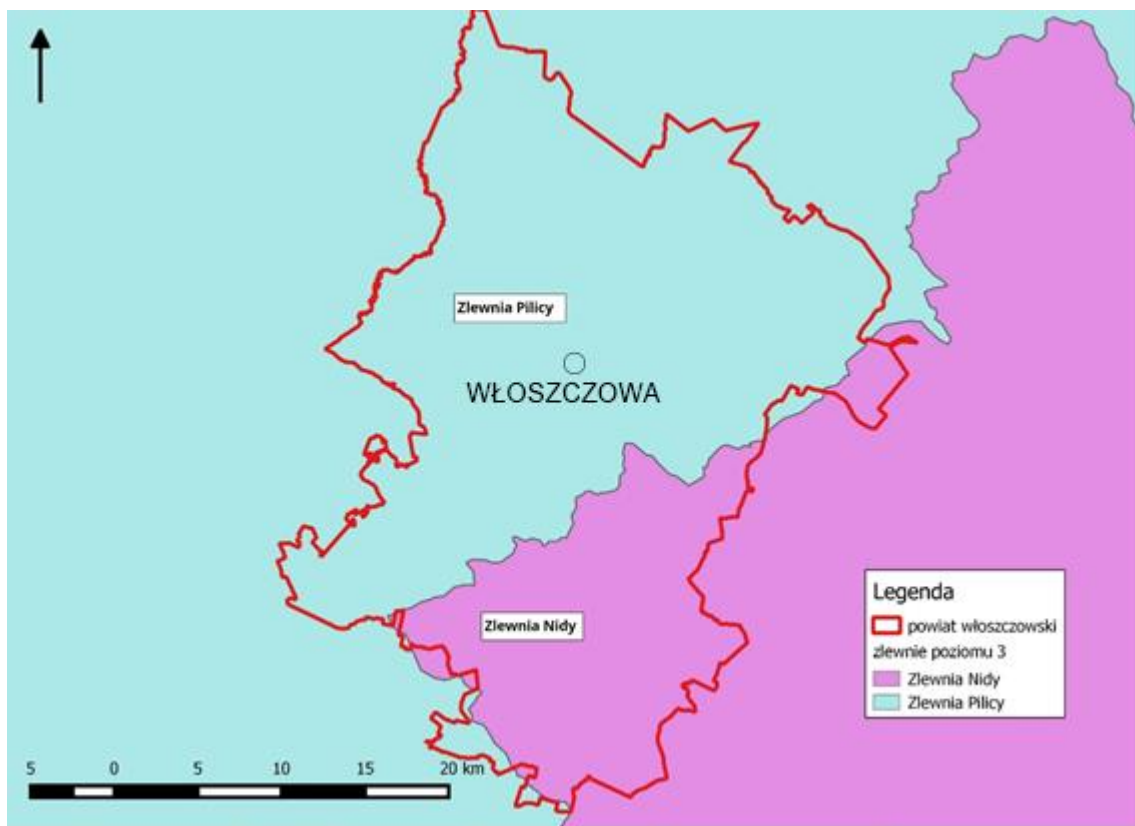 Zlewnia Pilicy
WŁOSZCZOWA
Zlewnia Nidy
Legenda
powiat włoszczowski
zlewnie poziomu 3
Zlewnia Nidy
Zlewnia Pilicy
5 0 5 10 15 20 km